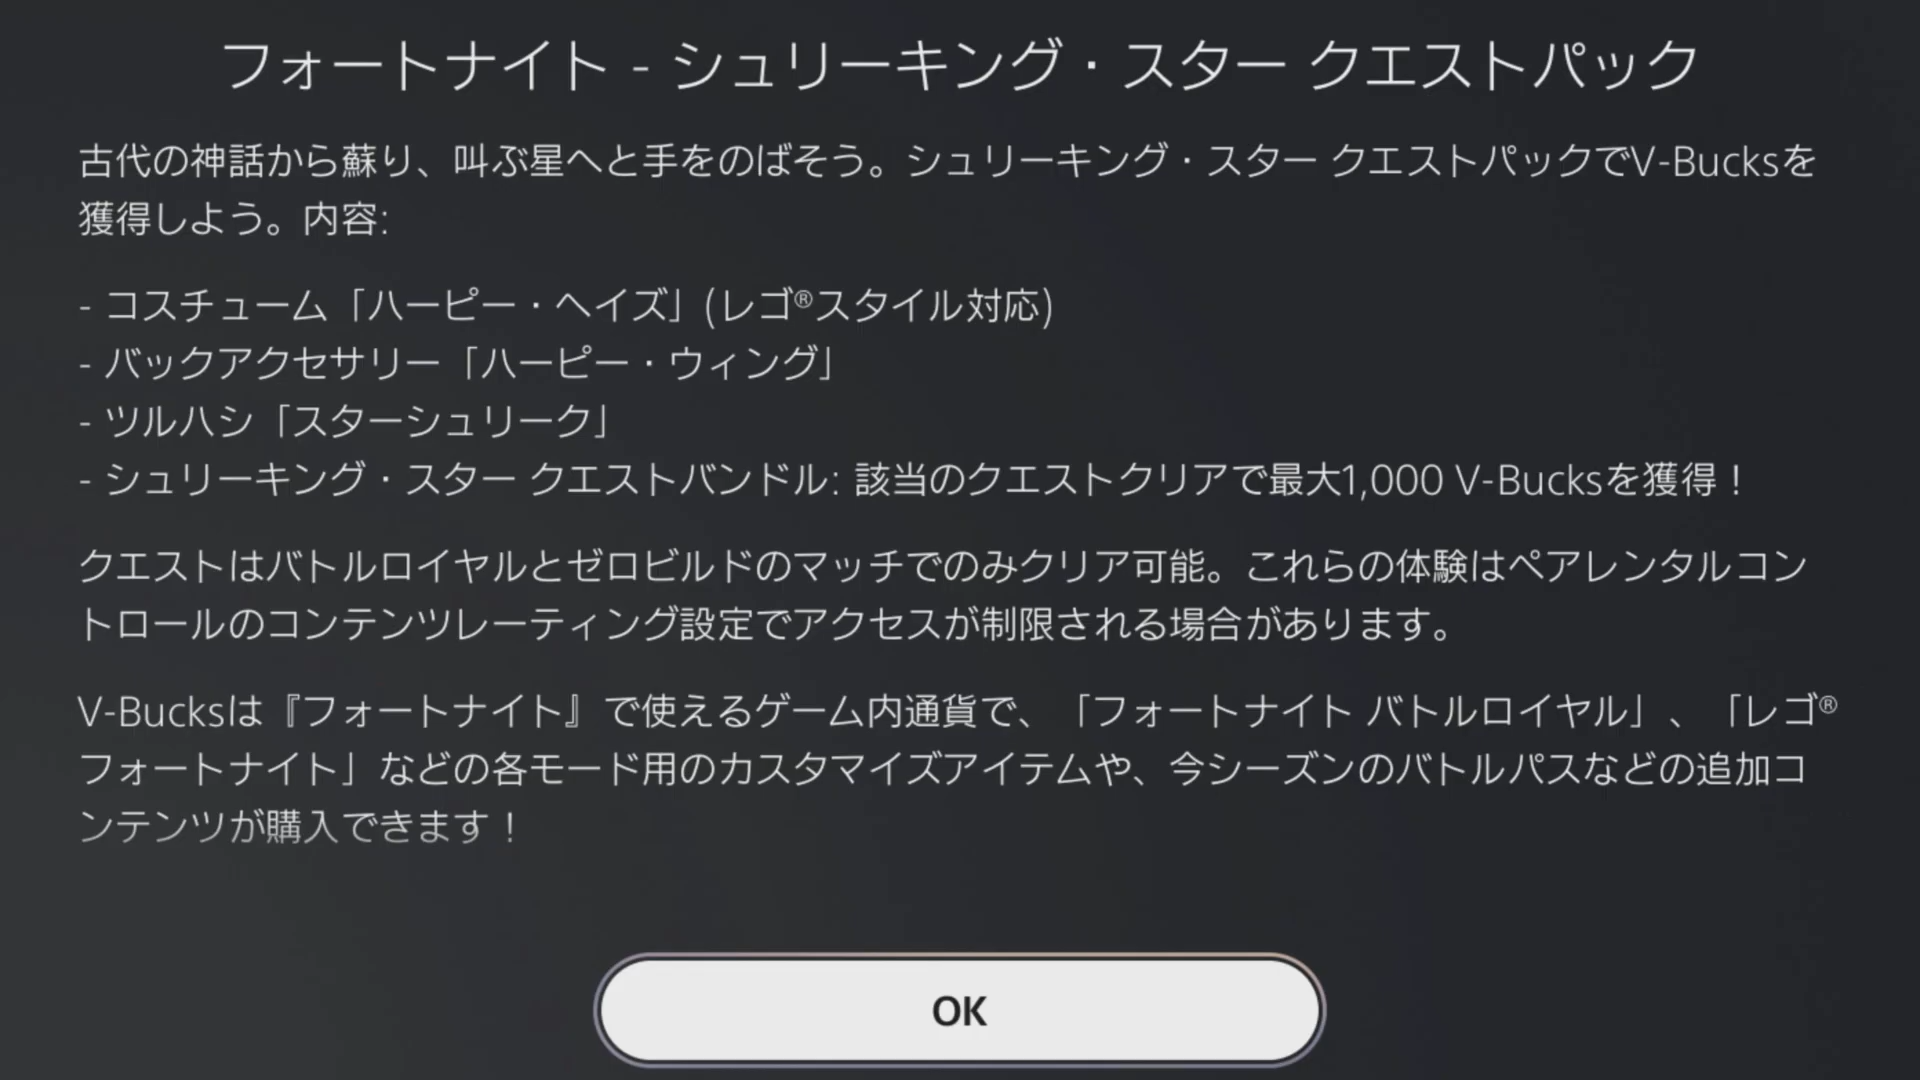 フォートナイト - シュリーキング・スター クエストパック
古代の神話から蘇り、叫ぶ星へと手をのばそう。シュリーキング・スター クエストパックでV-Bucksを
獲得しよう。内容:
- コスチューム「ハーピー・ヘイズ」(レゴ®スタイル対応)
- バックアクセサリー「ハーピー・ウィング」
- ツルハシ「スターシュリーク」
- シュリーキング・スター クエストバンドル: 該当のクエストクリアで最大1,000 V-Bucksを獲得！
クエストはバトルロイヤルとゼロビルドのマッチでのみクリア可能。これらの体験はペアレンタルコン
トロールのコンテンツレーティング設定でアクセスが制限される場合があります。
V-Bucksは『フォートナイト』で使えるゲーム内通貨で、「フォートナイト バトルロイヤル」、「レゴ®
フォートナイト」などの各モード用のカスタマイズアイテムや、今シーズンのバトルパスなどの追加コ
ンテンツが購入できます！
OK